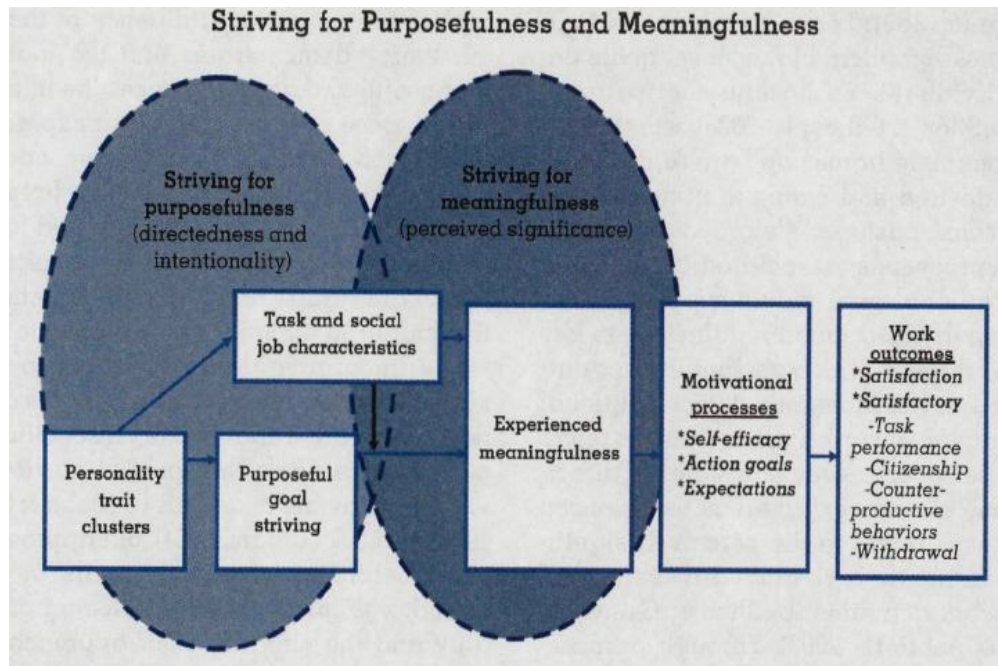 Striving for Purposefulness and Meaningfulness
Striving for
purposefulness
(directedness and
intentionality)
Striving for
meaningfulness
(perceived significance)
Task and social
job characteristics
Personality
trait
clusters
Purposeful
goal
striving
Experienced
meaningfulness
Motivational
processes
*Self-efficacy
*Action goals
*Expectations
Work
outcomes
*Satisfaction
*Satisfactory
-Task
performance
-Citizenship
-Counter-
productive
behaviors
-Withdrawal